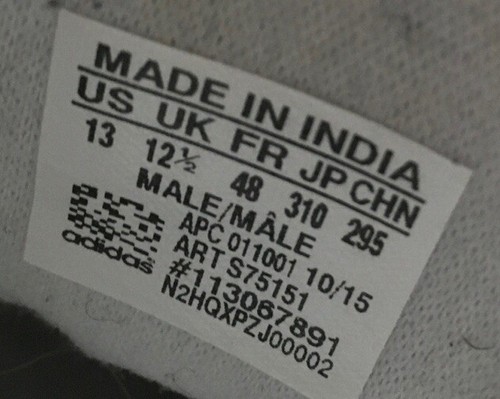 MADE IN INDIA
US UK FR JP CHN
13 12½ 48 310 295
MALE/MÂLE
APC 011001 10/15
ART S75151
#113067891
N2HQXPZJ00002
adidas